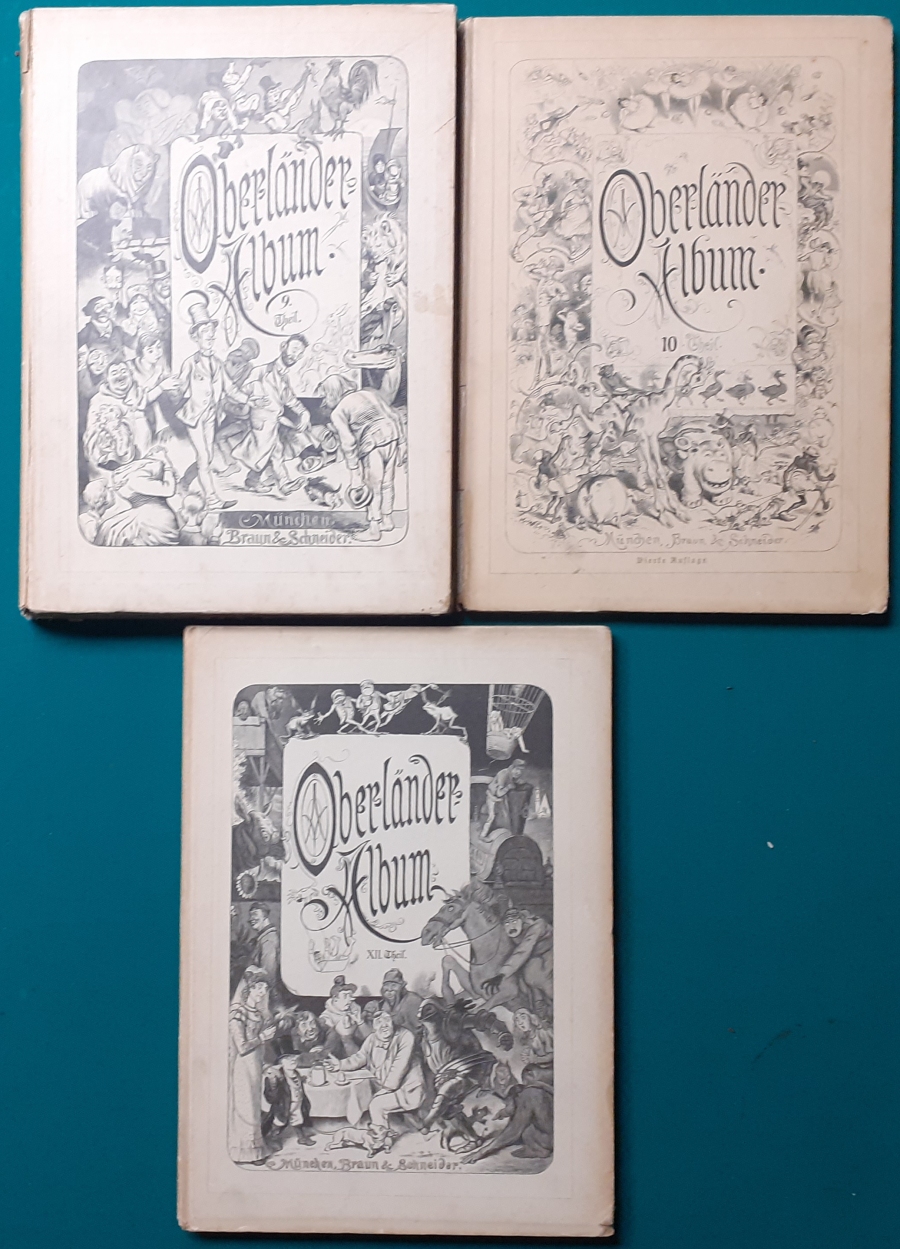 Oberländer-
Album.
9.
Theil.
München.
Braun & Schneider.
Oberländer-
Album.
10 Theil.
München, Braun & Schneider.
Vierte Auflage
Oberländer-
Album.
XII. Theil.
München, Braun & Schneider.